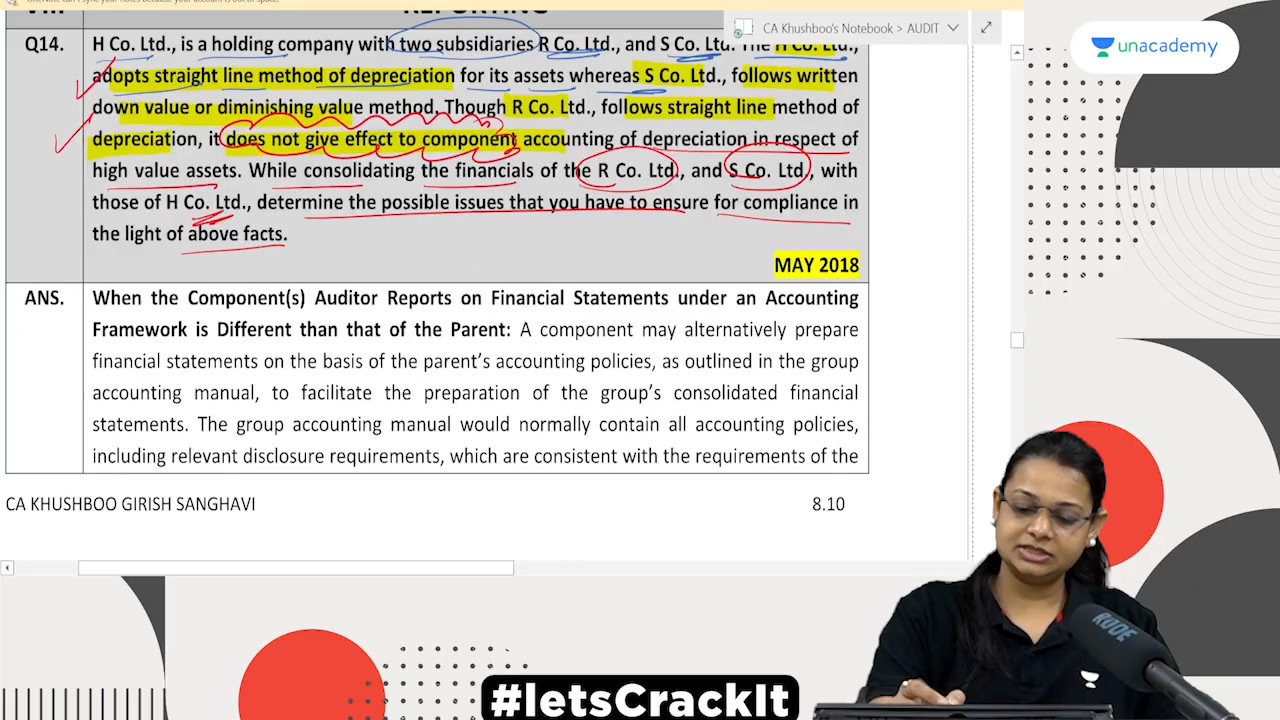 REPORTING
CA Khushboo's Notebook > AUDIT
unacademy
Q14.
H Co. Ltd., is a holding company with two subsidiaries R Co. Ltd., and S Co. Ltd. The H Co. Ltd.,
adopts straight line method of depreciation for its assets whereas S Co. Ltd., follows written
down value or diminishing value method. Though R Co. Ltd., follows straight line method of
depreciation, it does not give effect to component accounting of depreciation in respect of
high value assets. While consolidating the financials of the R Co. Ltd., and S Co. Ltd., with
those of H Co. Ltd., determine the possible issues that you have to ensure for compliance in
the light of above facts.
MAY 2018
ANS.
When the Component(s) Auditor Reports on Financial Statements under an Accounting
Framework is Different than that of the Parent: A component may alternatively prepare
financial statements on the basis of the parent's accounting policies, as outlined in the group
accounting manual, to facilitate the preparation of the group's consolidated financial
statements. The group accounting manual would normally contain all accounting policies,
including relevant disclosure requirements, which are consistent with the requirements of the
CA KHUSHBOO GIRISH SANGHAVI
8.10
RODE
#letsCrackIt